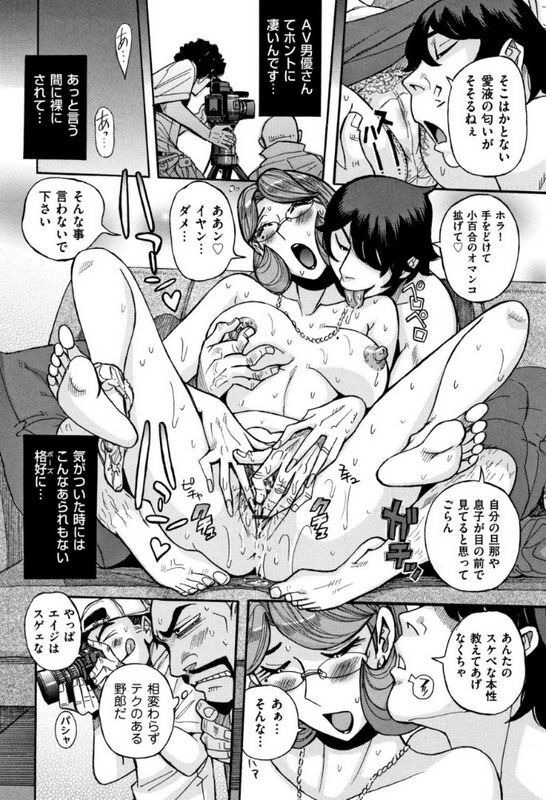 そこはかとない
愛液の匂いが
そそるねぇ
ＡＶ男優さん
てホントに
凄いんです…
あ…
あっと言う
間に裸に
されて…
あっ…
ホラ！
手をどけて
小百合のオマンコ
拡げて♡
ペロペロ
ああン♡
イヤン…
ダメ…
そんな事
言わないで
下さい
自分の旦那や
息子が目の前で
見てると思って
ごらん
ガチッ
気がついた時には
こんなあられもない
格好に…
ポーズ
あんたの
スケベな本性
教えてあげ
なくちゃ
あぁ…
そんな…
相変わらず
テクのある
野郎だ
やっぱ
エイジは
スゲェな
パシャ